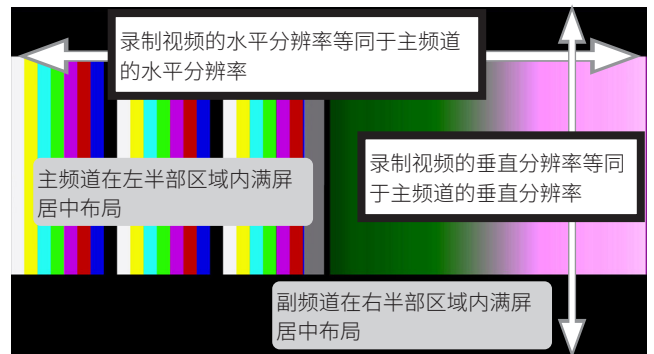 录制视频的水平分辨率等同于主频道
的水平分辨率
录制视频的垂直分辨率等同
于主频道的垂直分辨率
主频道在左半部区域内满屏
居中布局
副频道在右半部区域内满屏
居中布局